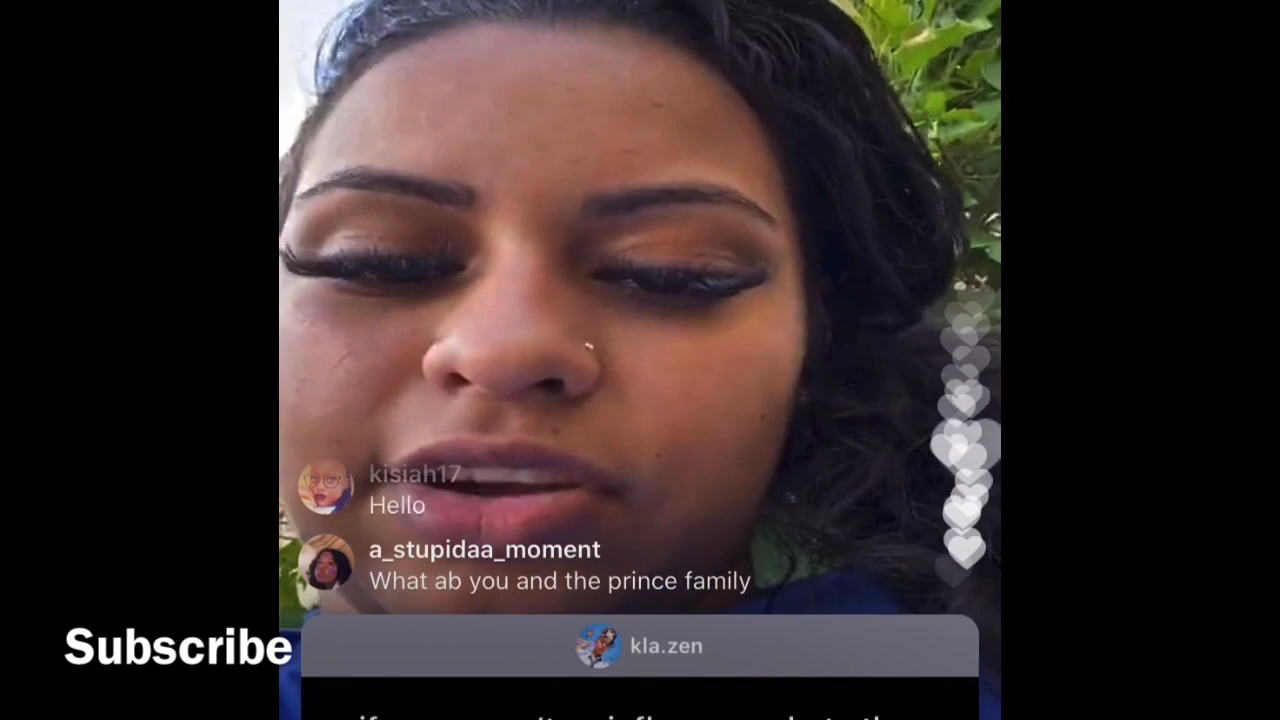 kisiah17
Hello
a_stupidaa_moment
What ab you and the prince family
Subscribe
kla.zen